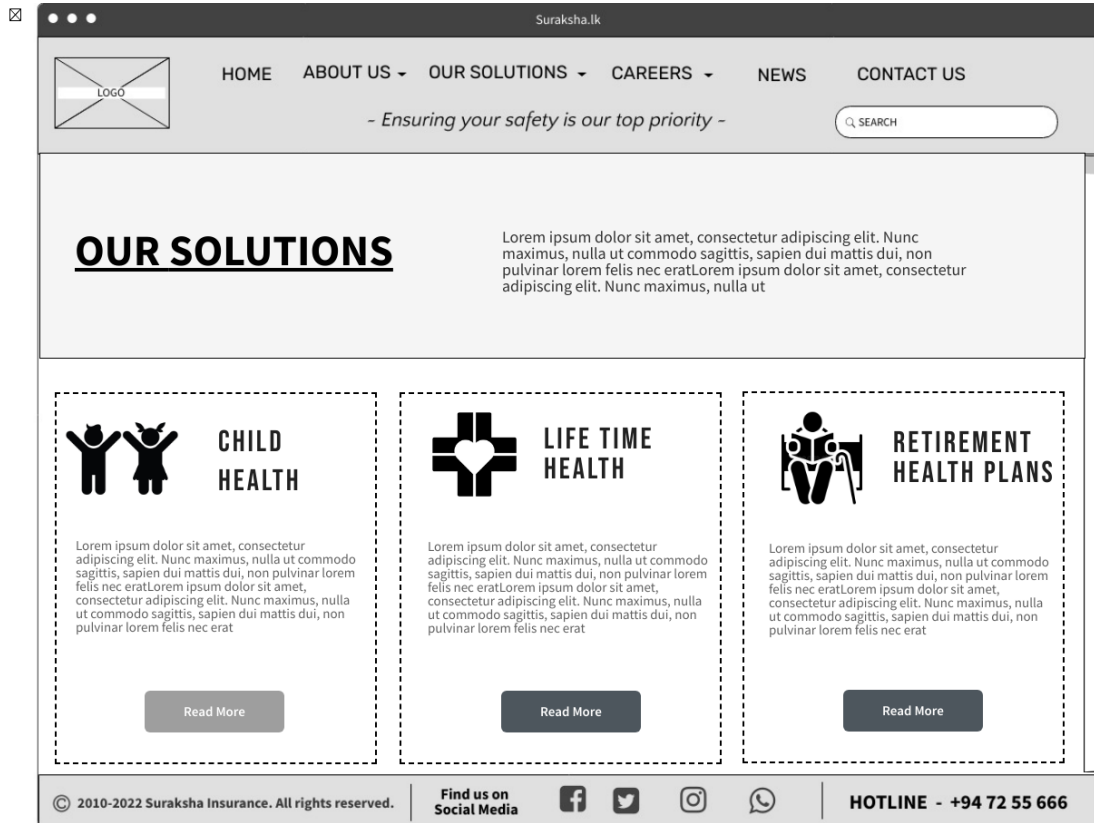 Suraksha.lk
LOGO
HOME
ABOUT US
OUR SOLUTIONS
CAREERS
NEWS
CONTACT US
- Ensuring your safety is our top priority -
SEARCH
OUR SOLUTIONS
Lorem ipsum dolor sit amet, consectetur adipiscing elit. Nunc
maximus, nulla ut commodo sagittis, sapien dui mattis dui, non
pulvinar lorem felis nec eratLorem ipsum dolor sit amet, consectetur
adipiscing elit. Nunc maximus, nulla ut
CHILD
HEALTH
Lorem ipsum dolor sit amet, consectetur
adipiscing elit. Nunc maximus, nulla ut commodo
sagittis, sapien dui mattis dui, non pulvinar lorem
felis nec eratLorem ipsum dolor sit amet,
consectetur adipiscing elit. Nunc maximus, nulla
ut commodo sagittis, sapien dui mattis dui, non
pulvinar lorem felis nec erat
Read More
LIFE TIME
HEALTH
Lorem ipsum dolor sit amet, consectetur
adipiscing elit. Nunc maximus, nulla ut commodo
sagittis, sapien dui mattis dui, non pulvinar lorem
felis nec eratLorem ipsum dolor sit amet,
consectetur adipiscing elit. Nunc maximus, nulla
ut commodo sagittis, sapien dui mattis dui, non
pulvinar lorem felis nec erat
Read More
RETIREMENT
HEALTH PLANS
Lorem ipsum dolor sit amet, consectetur
adipiscing elit. Nunc maximus, nulla ut commodo
sagittis, sapien dui mattis dui, non pulvinar lorem
felis nec eratLorem ipsum dolor sit amet,
consectetur adipiscing elit. Nunc maximus, nulla
ut commodo sagittis, sapien dui mattis dui, non
pulvinar lorem felis nec erat
Read More
© 2010-2022 Suraksha Insurance. All rights reserved.
Find us on
Social Media
HOTLINE - +94 72 55 666